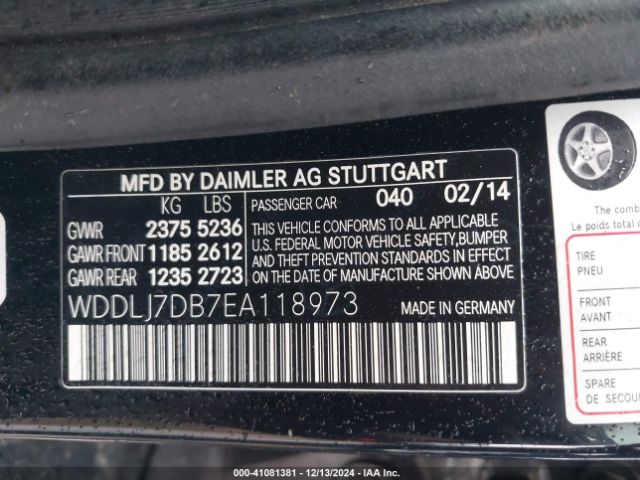 MFD BY DAIMLER AG STUTTGART
KG LBS PASSENGER CAR 040 02/14
GVWR 2375 5236
GAWR FRONT 1185 2612
GAWR REAR 1235 2723
THIS VEHICLE CONFORMS TO ALL APPLICABLE
U.S. FEDERAL MOTOR VEHICLE SAFETY, BUMPER
AND THEFT PREVENTION STANDARDS IN EFFECT
ON THE DATE OF MANUFACTURE SHOWN ABOVE.
WDDLJ7DB7EA118973
MADE IN GERMANY
The comb
Le poids total c
TIRE
PNEU
FRONT
AVANT
REAR
ARRIÈRE
SPARE
DE SECOU
000-41081381 - 12/13/2024 - IAA Inc.